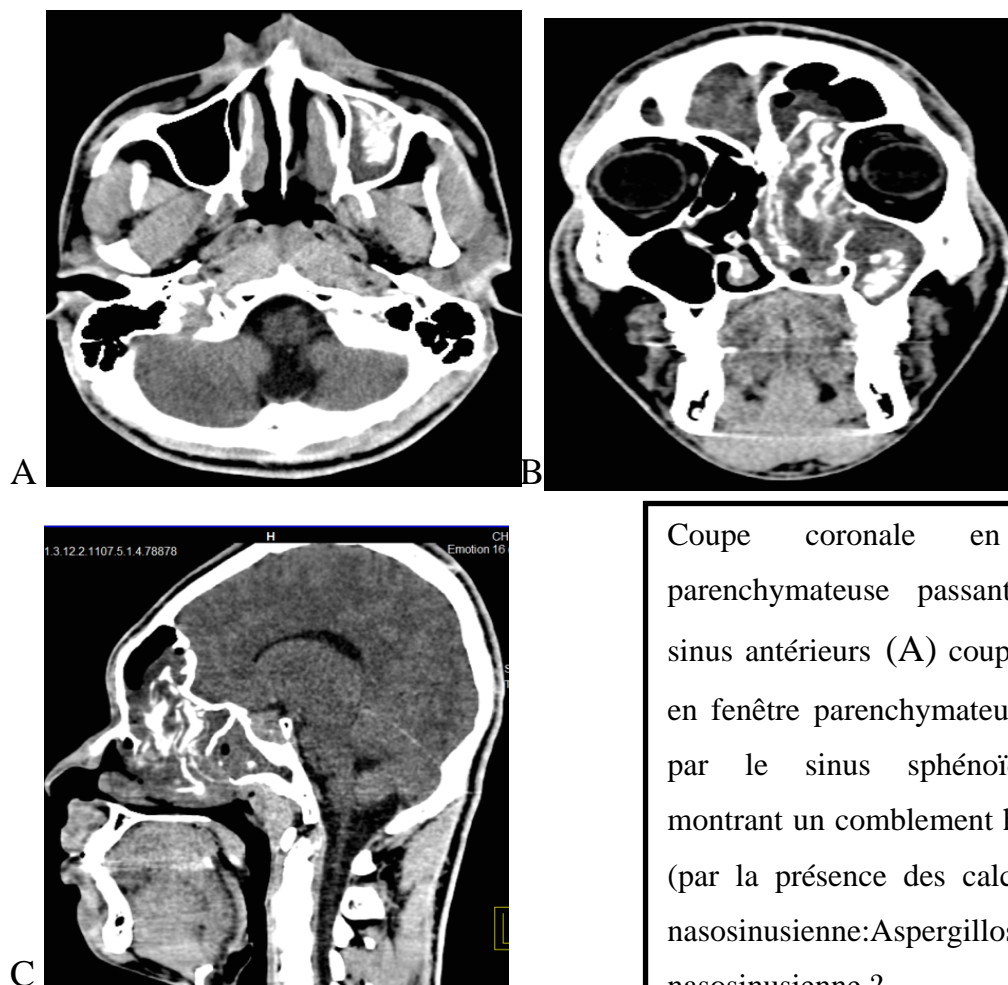 A
B
1.3.12.2.1107.5.1.4.78878
H
CH
Emotion 16
C
Coupe coronale en
parenchymateuse passant
sinus antérieurs (A) coup
en fenêtre parenchymateu
par le sinus sphénoï
montrant un comblement
(par la présence des calc
nasosinusienne:Aspergillos
nasosinusienne ?